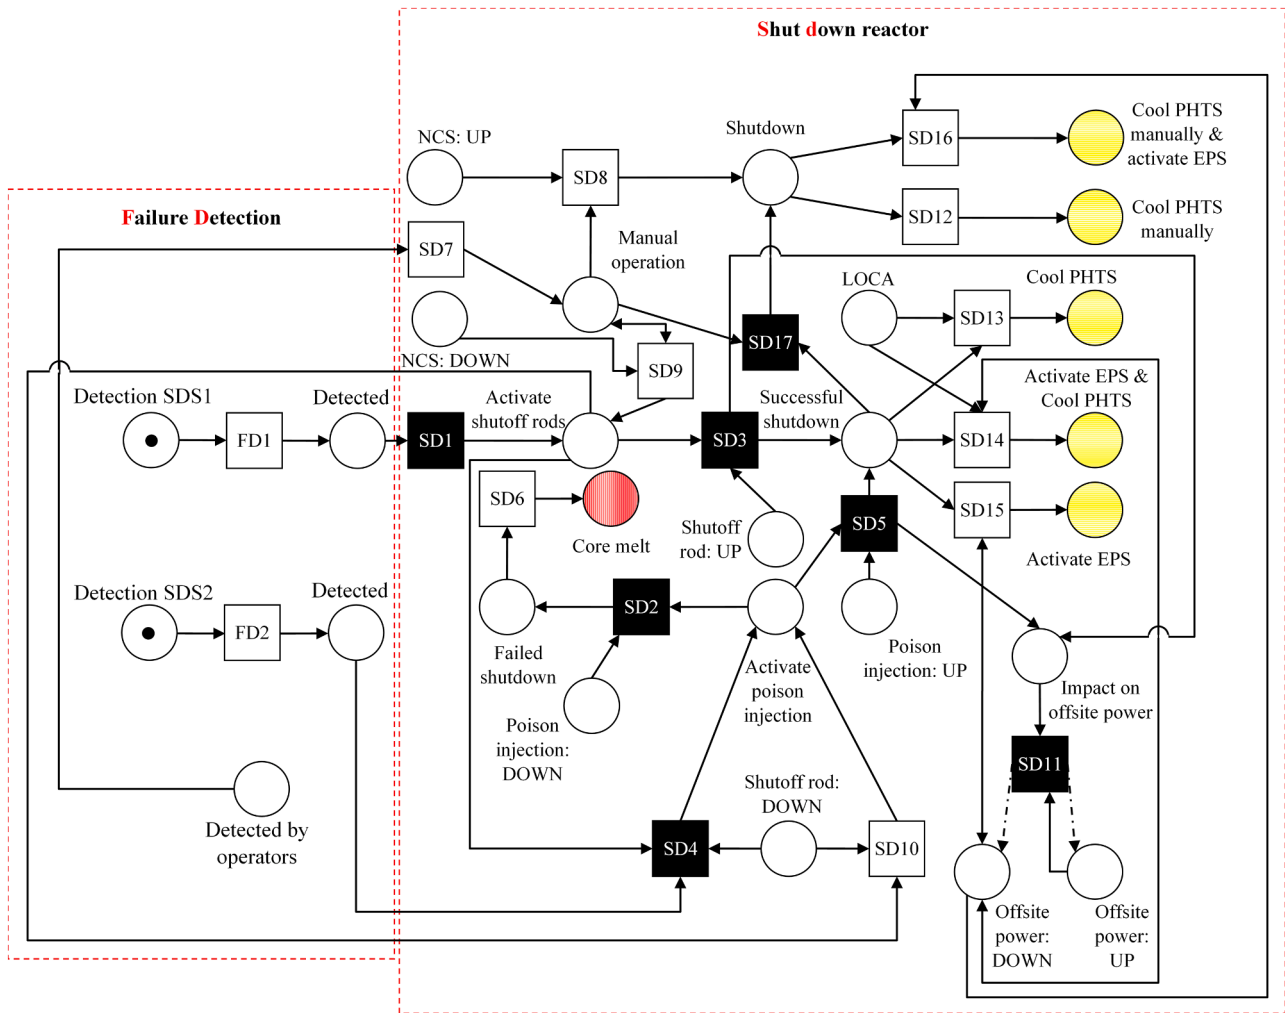 Shut down reactor
NCS: UP
SD8
Shutdown
SD16
Cool PHTS
manually &
activate EPS
SD12
Cool PHTS
manually
Failure Detection
SD7
Manual
operation
NCS: DOWN
SD9
SD17
LOCA
SD13
Cool PHTS
Detection SDS1
FD1
Detected
SD1
Activate
shutoff rods
SD3
Successful
shutdown
SD14
Activate EPS &
Cool PHTS
SD6
Core melt
Shutoff
rod: UP
SD5
SD15
Activate EPS
Detection SDS2
FD2
Detected
Failed
shutdown
SD2
Poison
injection:
DOWN
Activate
poison
injection
Poison
injection: UP
Impact on
offsite power
SD11
Detected by
operators
SD4
Shutoff rod:
DOWN
SD10
Offsite
power:
DOWN
Offsite
power:
UP